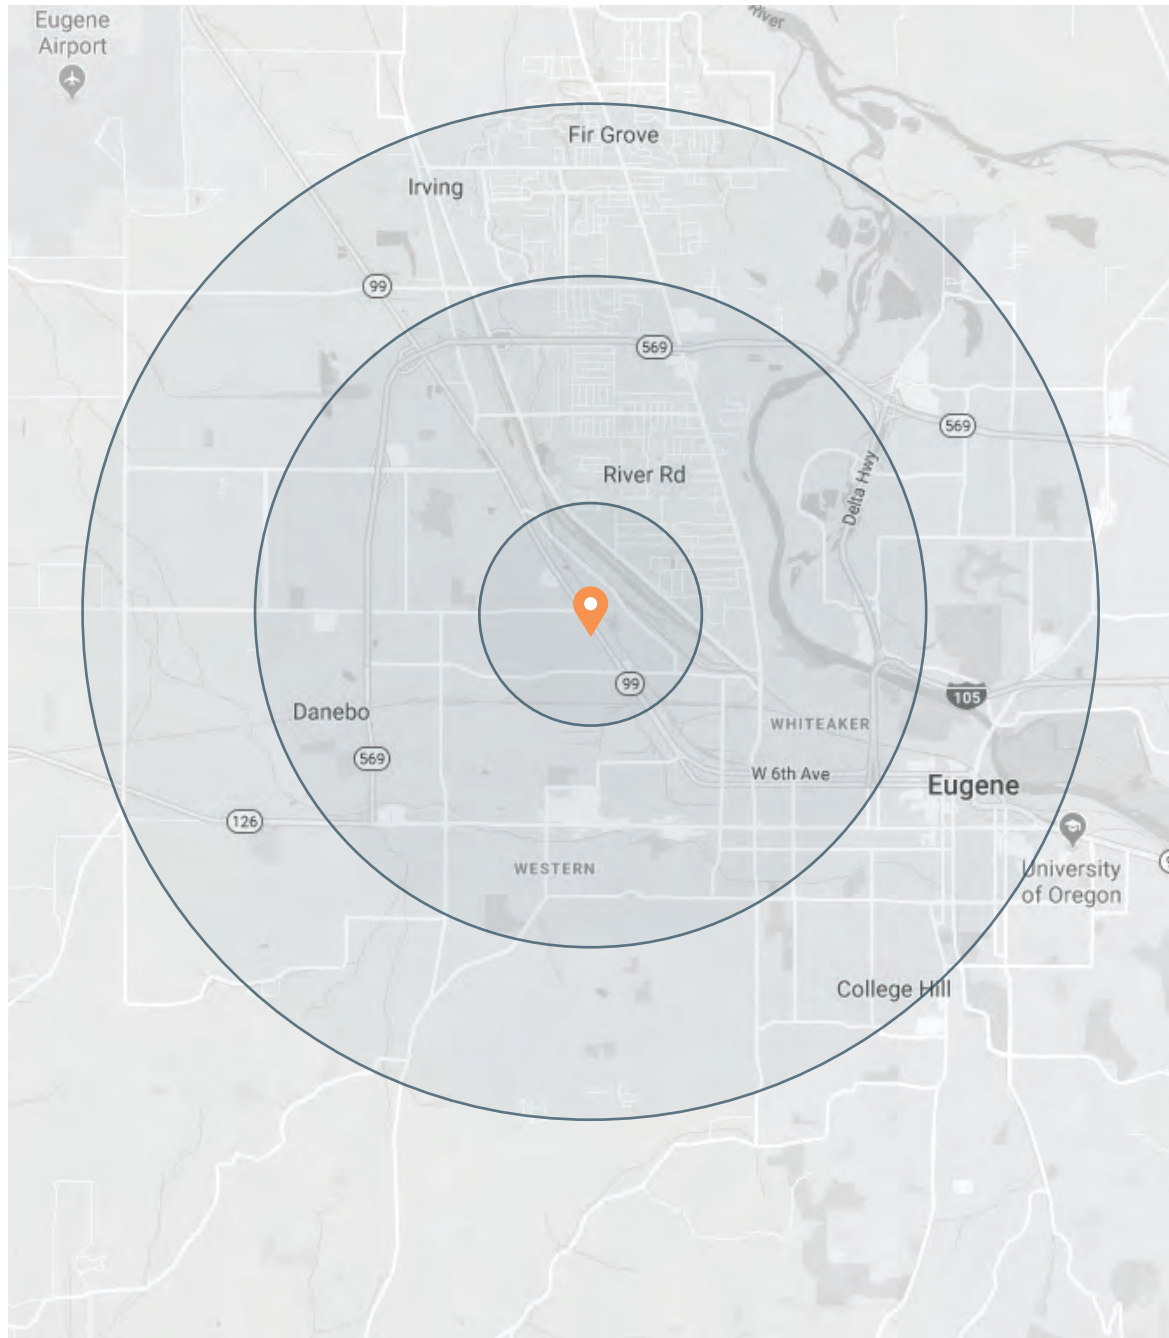 Eugene
Airport
River
Fir Grove
Irving
99
569
569
River Rd
Delta Hwy
99
105
Danebo
WHITEAKER
569
W 6th Ave
Eugene
126
WESTERN
University
of Oregon
College Hill